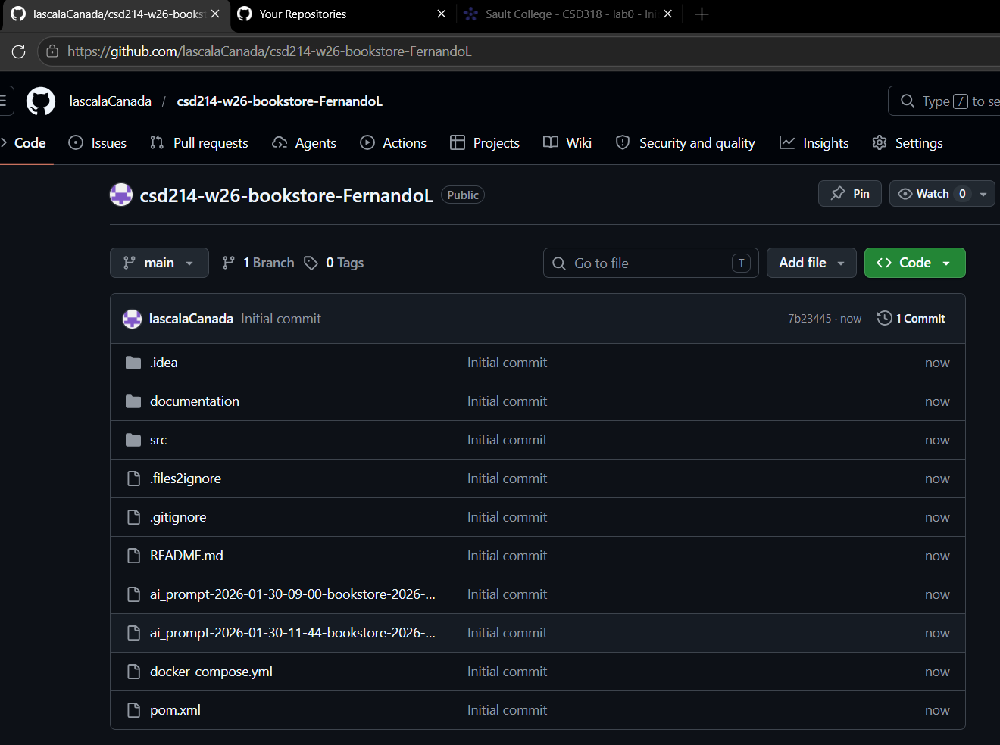 lascalaCanada/csd214-w26-bookst
Your Repositories
Sault College - CSD318 - lab0 - Ini
https://github.com/lascalaCanada/csd214-w26-bookstore-FernandoL
lascalaCanada / csd214-w26-bookstore-FernandoL
Type / to se
Code Issues Pull requests Agents Actions Projects Wiki Security and quality Insights Settings
csd214-w26-bookstore-FernandoL Public
Pin Watch 0
main 1 Branch 0 Tags
Go to file T
Add file Code
lascalaCanada Initial commit 7b23445 · now 1 Commit
.idea Initial commit now
documentation Initial commit now
src Initial commit now
.files2ignore Initial commit now
.gitignore Initial commit now
README.md Initial commit now
ai_prompt-2026-01-30-09-00-bookstore-2026-... Initial commit now
ai_prompt-2026-01-30-11-44-bookstore-2026-... Initial commit now
docker-compose.yml Initial commit now
pom.xml Initial commit now